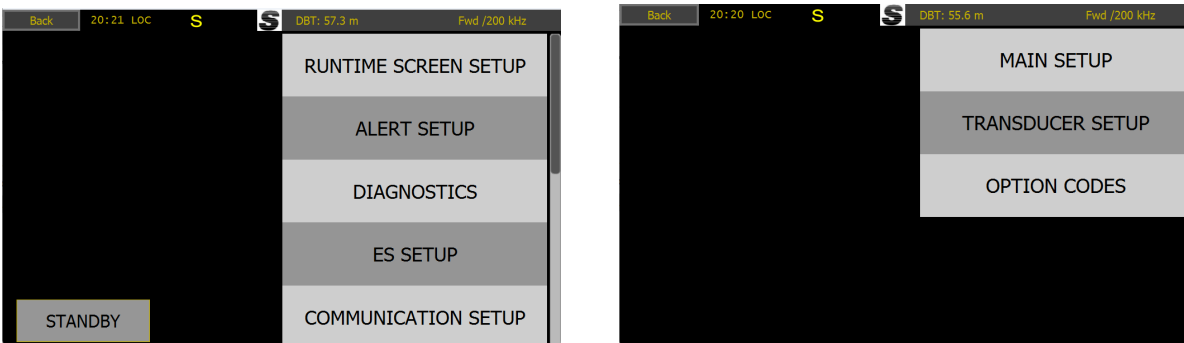 Back 20:21 LOC S S DBT: 57.3 m Fwd /200 kHz
RUNTIME SCREEN SETUP
ALERT SETUP
DIAGNOSTICS
ES SETUP
COMMUNICATION SETUP
STANDBY
Back 20:20 LOC S S DBT: 55.6 m Fwd /200 kHz
MAIN SETUP
TRANSDUCER SETUP
OPTION CODES